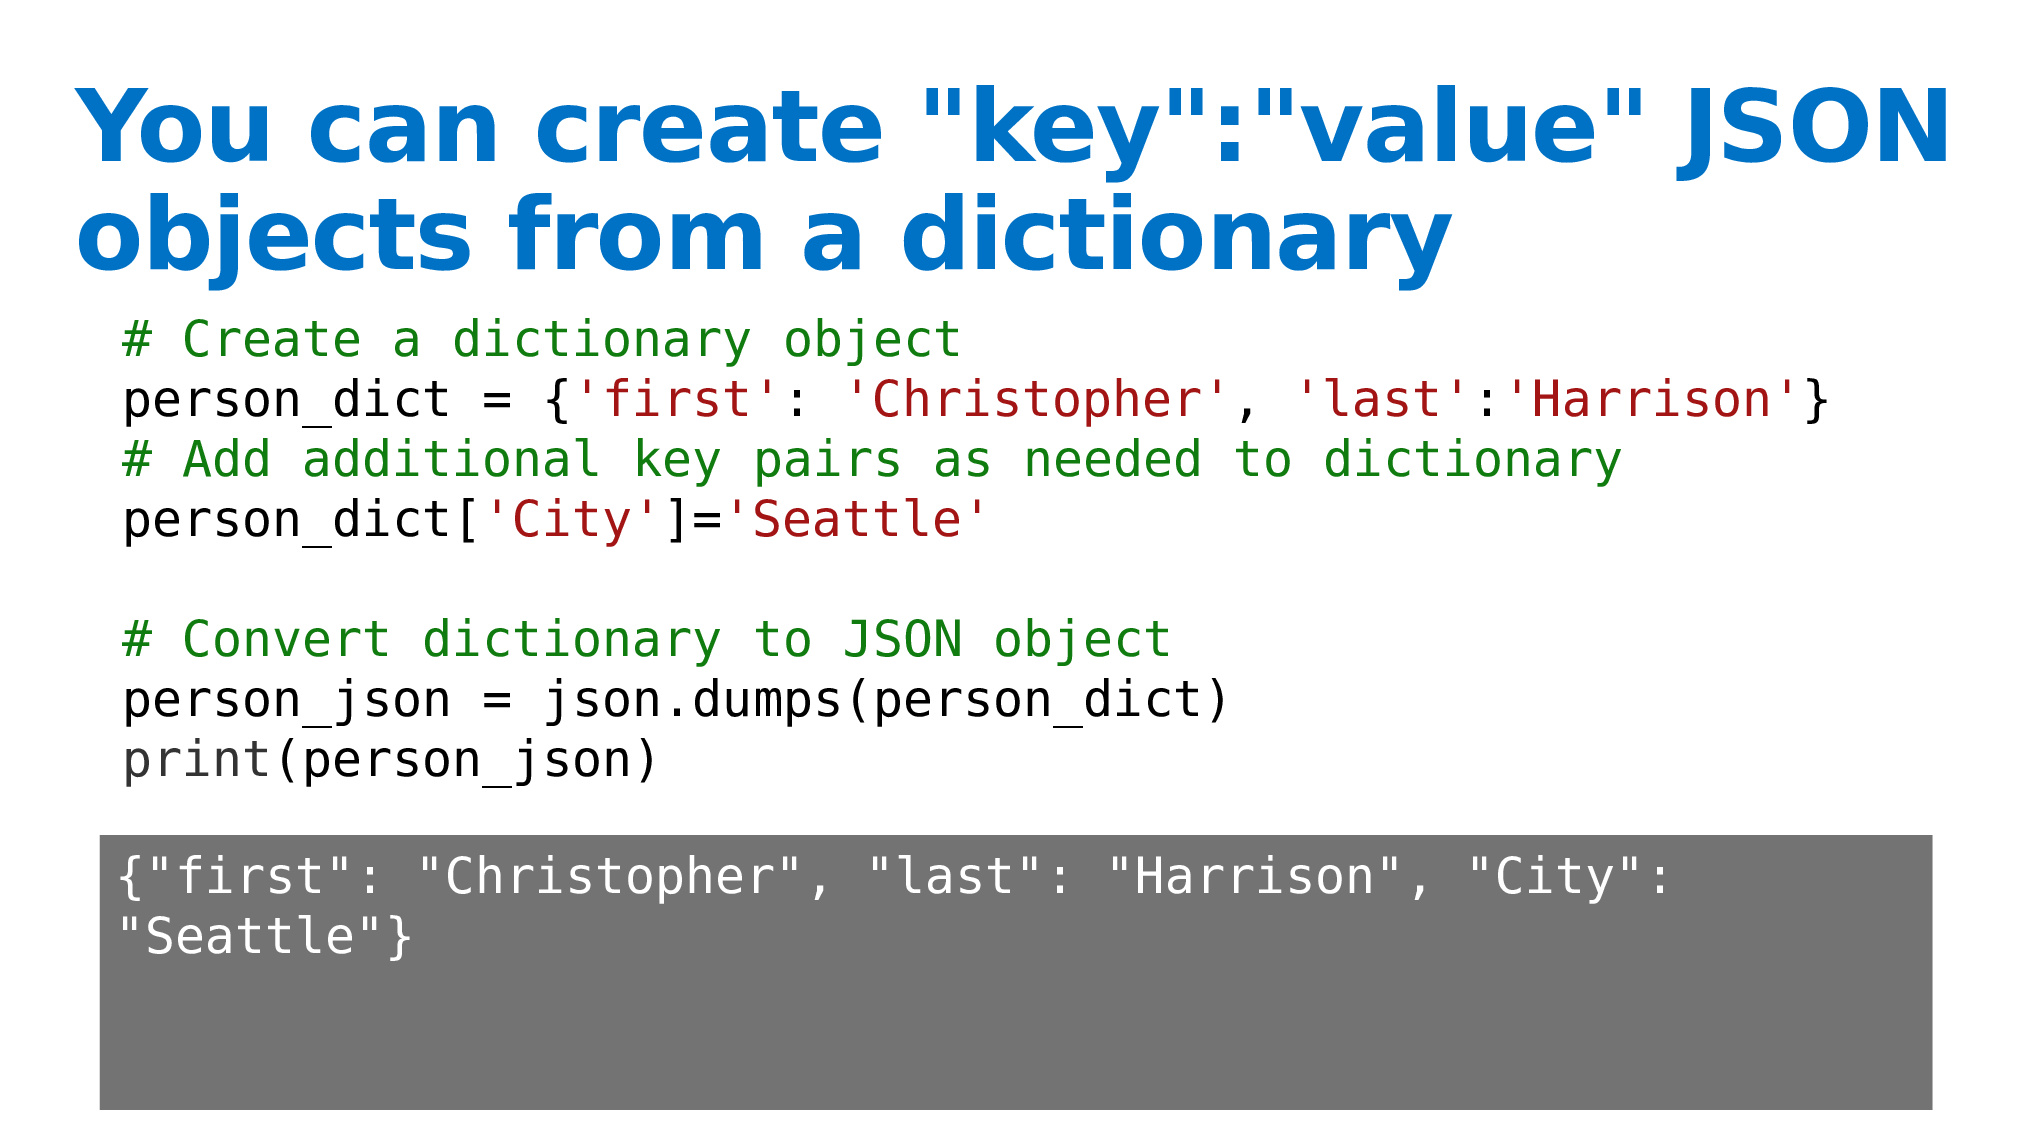 You can create "key":"value" JSON
objects from a dictionary
# Create a dictionary object
person_dict = {'first': 'Christopher', 'last':'Harrison'}
# Add additional key pairs as needed to dictionary
person_dict['City']='Seattle'
# Convert dictionary to JSON object
person_json = json.dumps(person_dict)
print(person_json)
{"first": "Christopher", "last": "Harrison", "City":
"Seattle"}